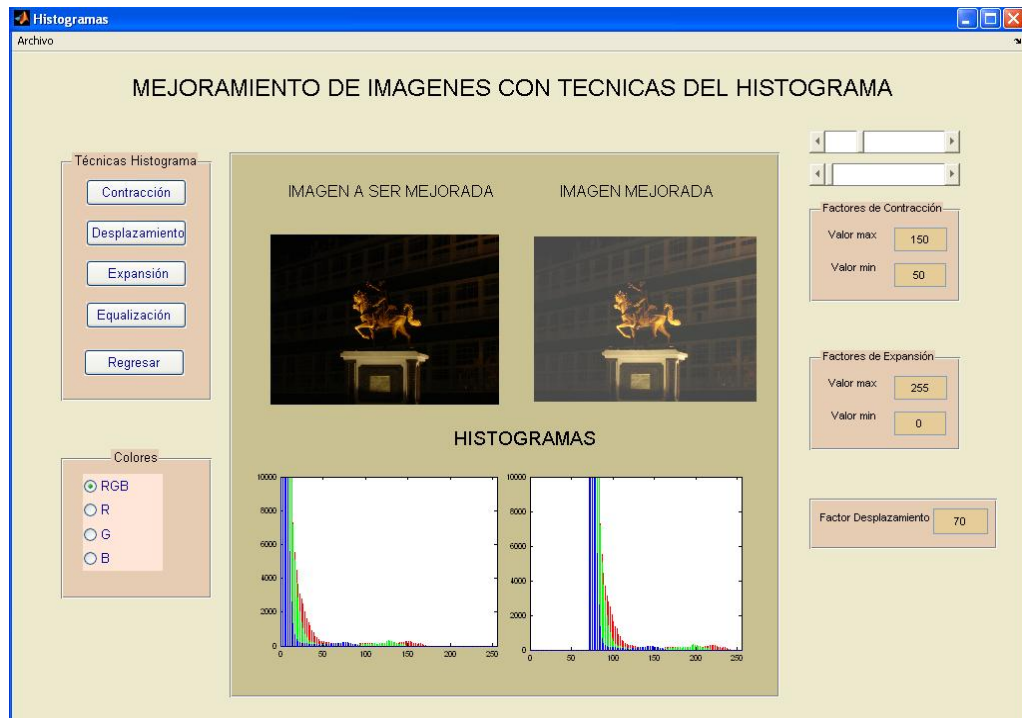 Histogramas
Archivo
MEJORAMIENTO DE IMAGENES CON TECNICAS DEL HISTOGRAMA
Técnicas Histograma
Contracción
Desplazamiento
Expansión
Equalización
Regresar
Colores
RGB
R
G
B
IMAGEN A SER MEJORADA
IMAGEN MEJORADA
HISTOGRAMAS
10000
8000
6000
4000
2000
0
0 50 100 150 200 250
10000
8000
6000
4000
2000
0
0 50 100 150 200 250
Factores de Contracción
Valor max 150
Valor min 50
Factores de Expansión
Valor max 255
Valor min 0
Factor Desplazamiento 70